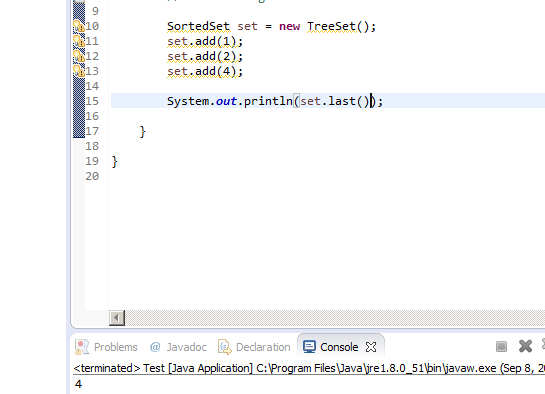 9
10 SortedSet set = new TreeSet();
11 set.add(1);
12 set.add(2);
13 set.add(4);
14
15 System.out.println(set.last());
16
17 }
18
19 }
20
Problems @ Javadoc Declaration Console
<terminated> Test [Java Application] C:\Program Files\Java\jre1.8.0_51\bin\javaw.exe (Sep 8, 20
4